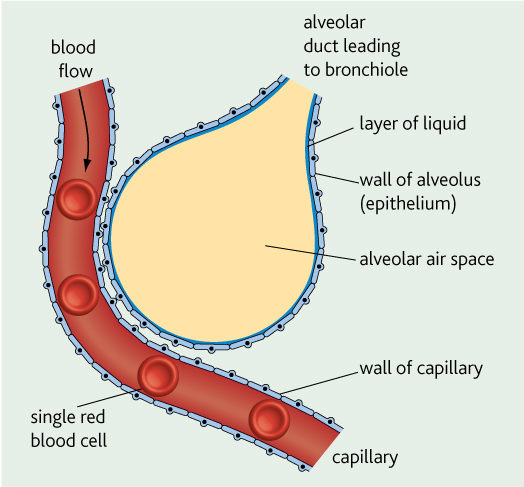 blood
flow
alveolar
duct leading
to bronchiole
layer of liquid
wall of alveolus
(epithelium)
alveolar air space
wall of capillary
single red
blood cell
capillary